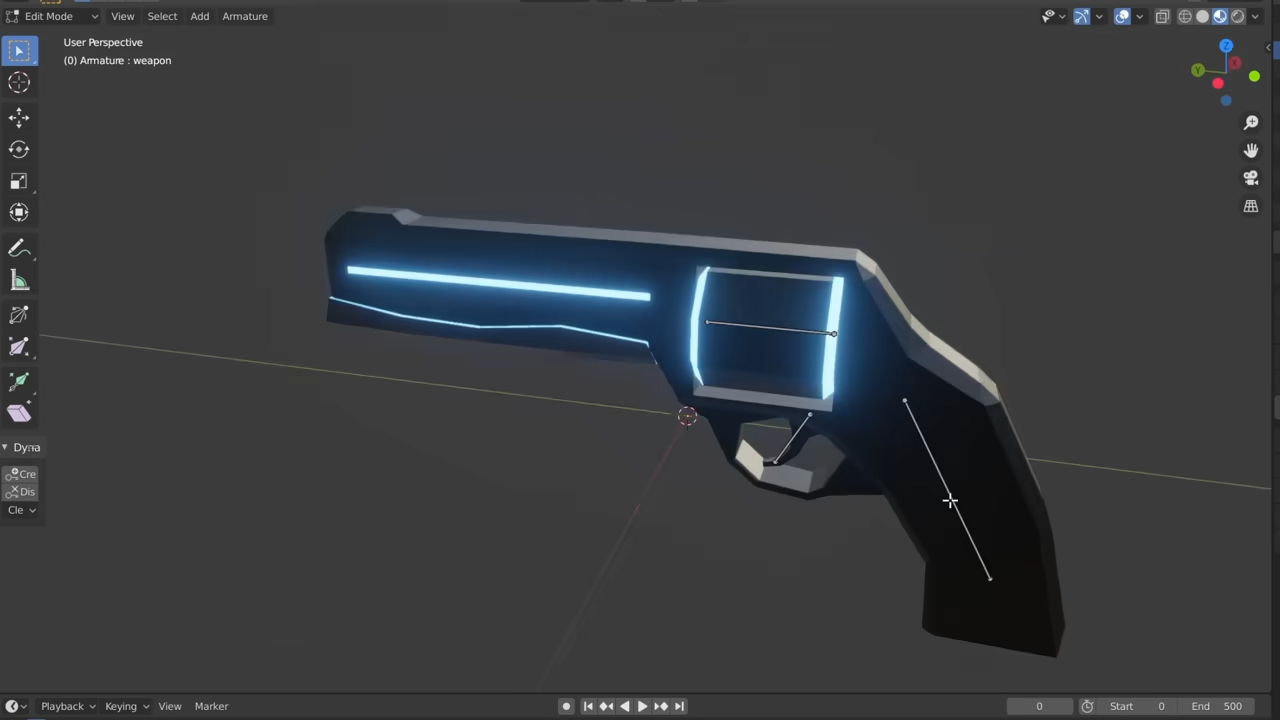 Edit Mode View Select Add Armature
User Perspective
(0) Armature : weapon
Z
Y
X
Dyna
Cre
Dis
Cle
Playback Keying View Marker 0 Start 0 End 500